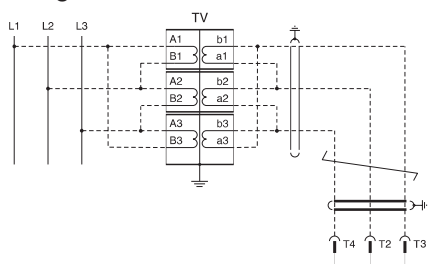 TV
L1 L2 L3
A1 b1
B1 a1
A2 b2
B2 a2
A3 b3
B3 a3
T4 T2 T3